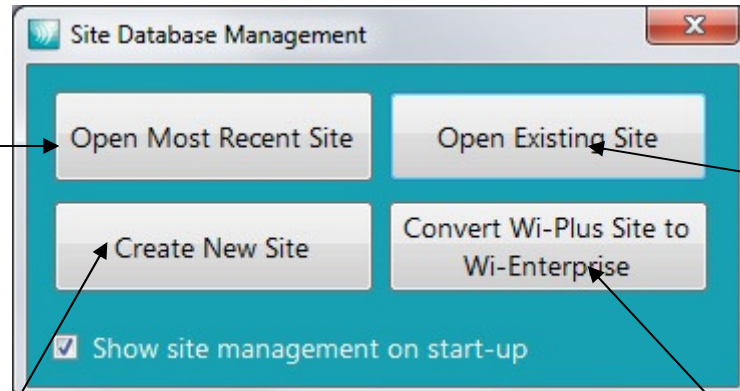 Site Database Management
Open Most Recent Site
Open Existing Site
Create New Site
Convert Wi-Plus Site to
Wi-Enterprise
Show site management on start-up